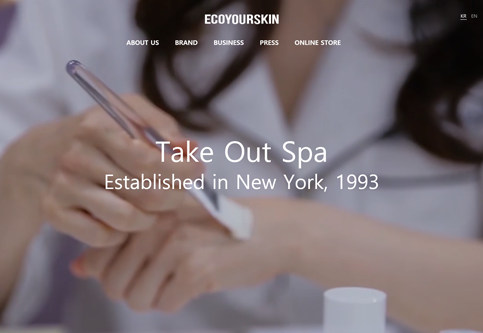 ECOYOURSKIN
KR EN
ABOUT US BRAND BUSINESS PRESS ONLINE STORE
Take Out Spa
Established in New York, 1993